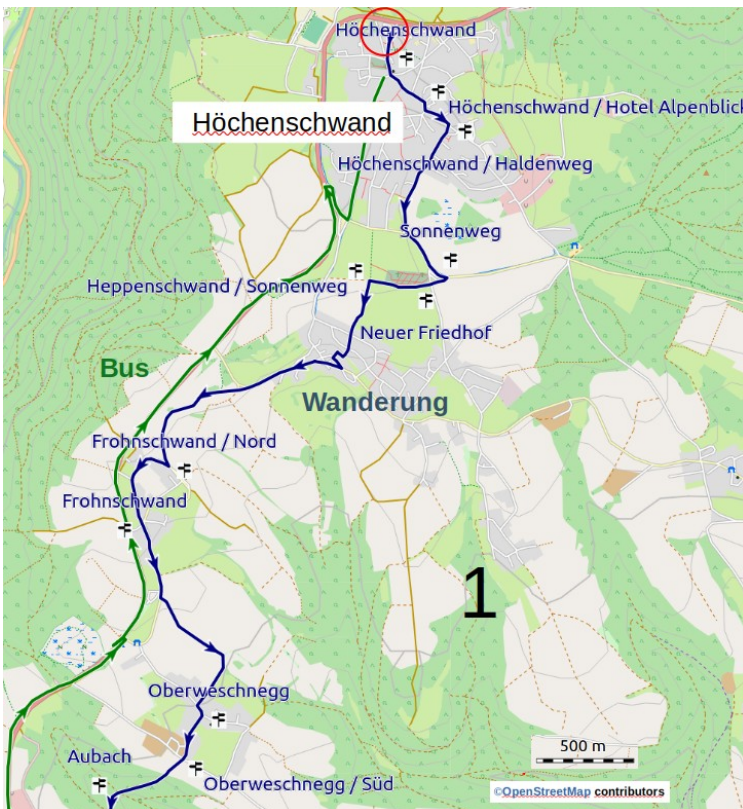 Höchenschwand
Höchenschwand / Hotel Alpenblick
Höchenschwand
Höchenschwand / Haldenweg
Sonnenweg
Heppenschwand / Sonnenweg
Neuer Friedhof
Bus
Wanderung
Frohnschwand / Nord
Frohnschwand
1
Oberweschnegg
500 m
Aubach
Oberweschnegg / Süd
©OpenStreetMap contributors